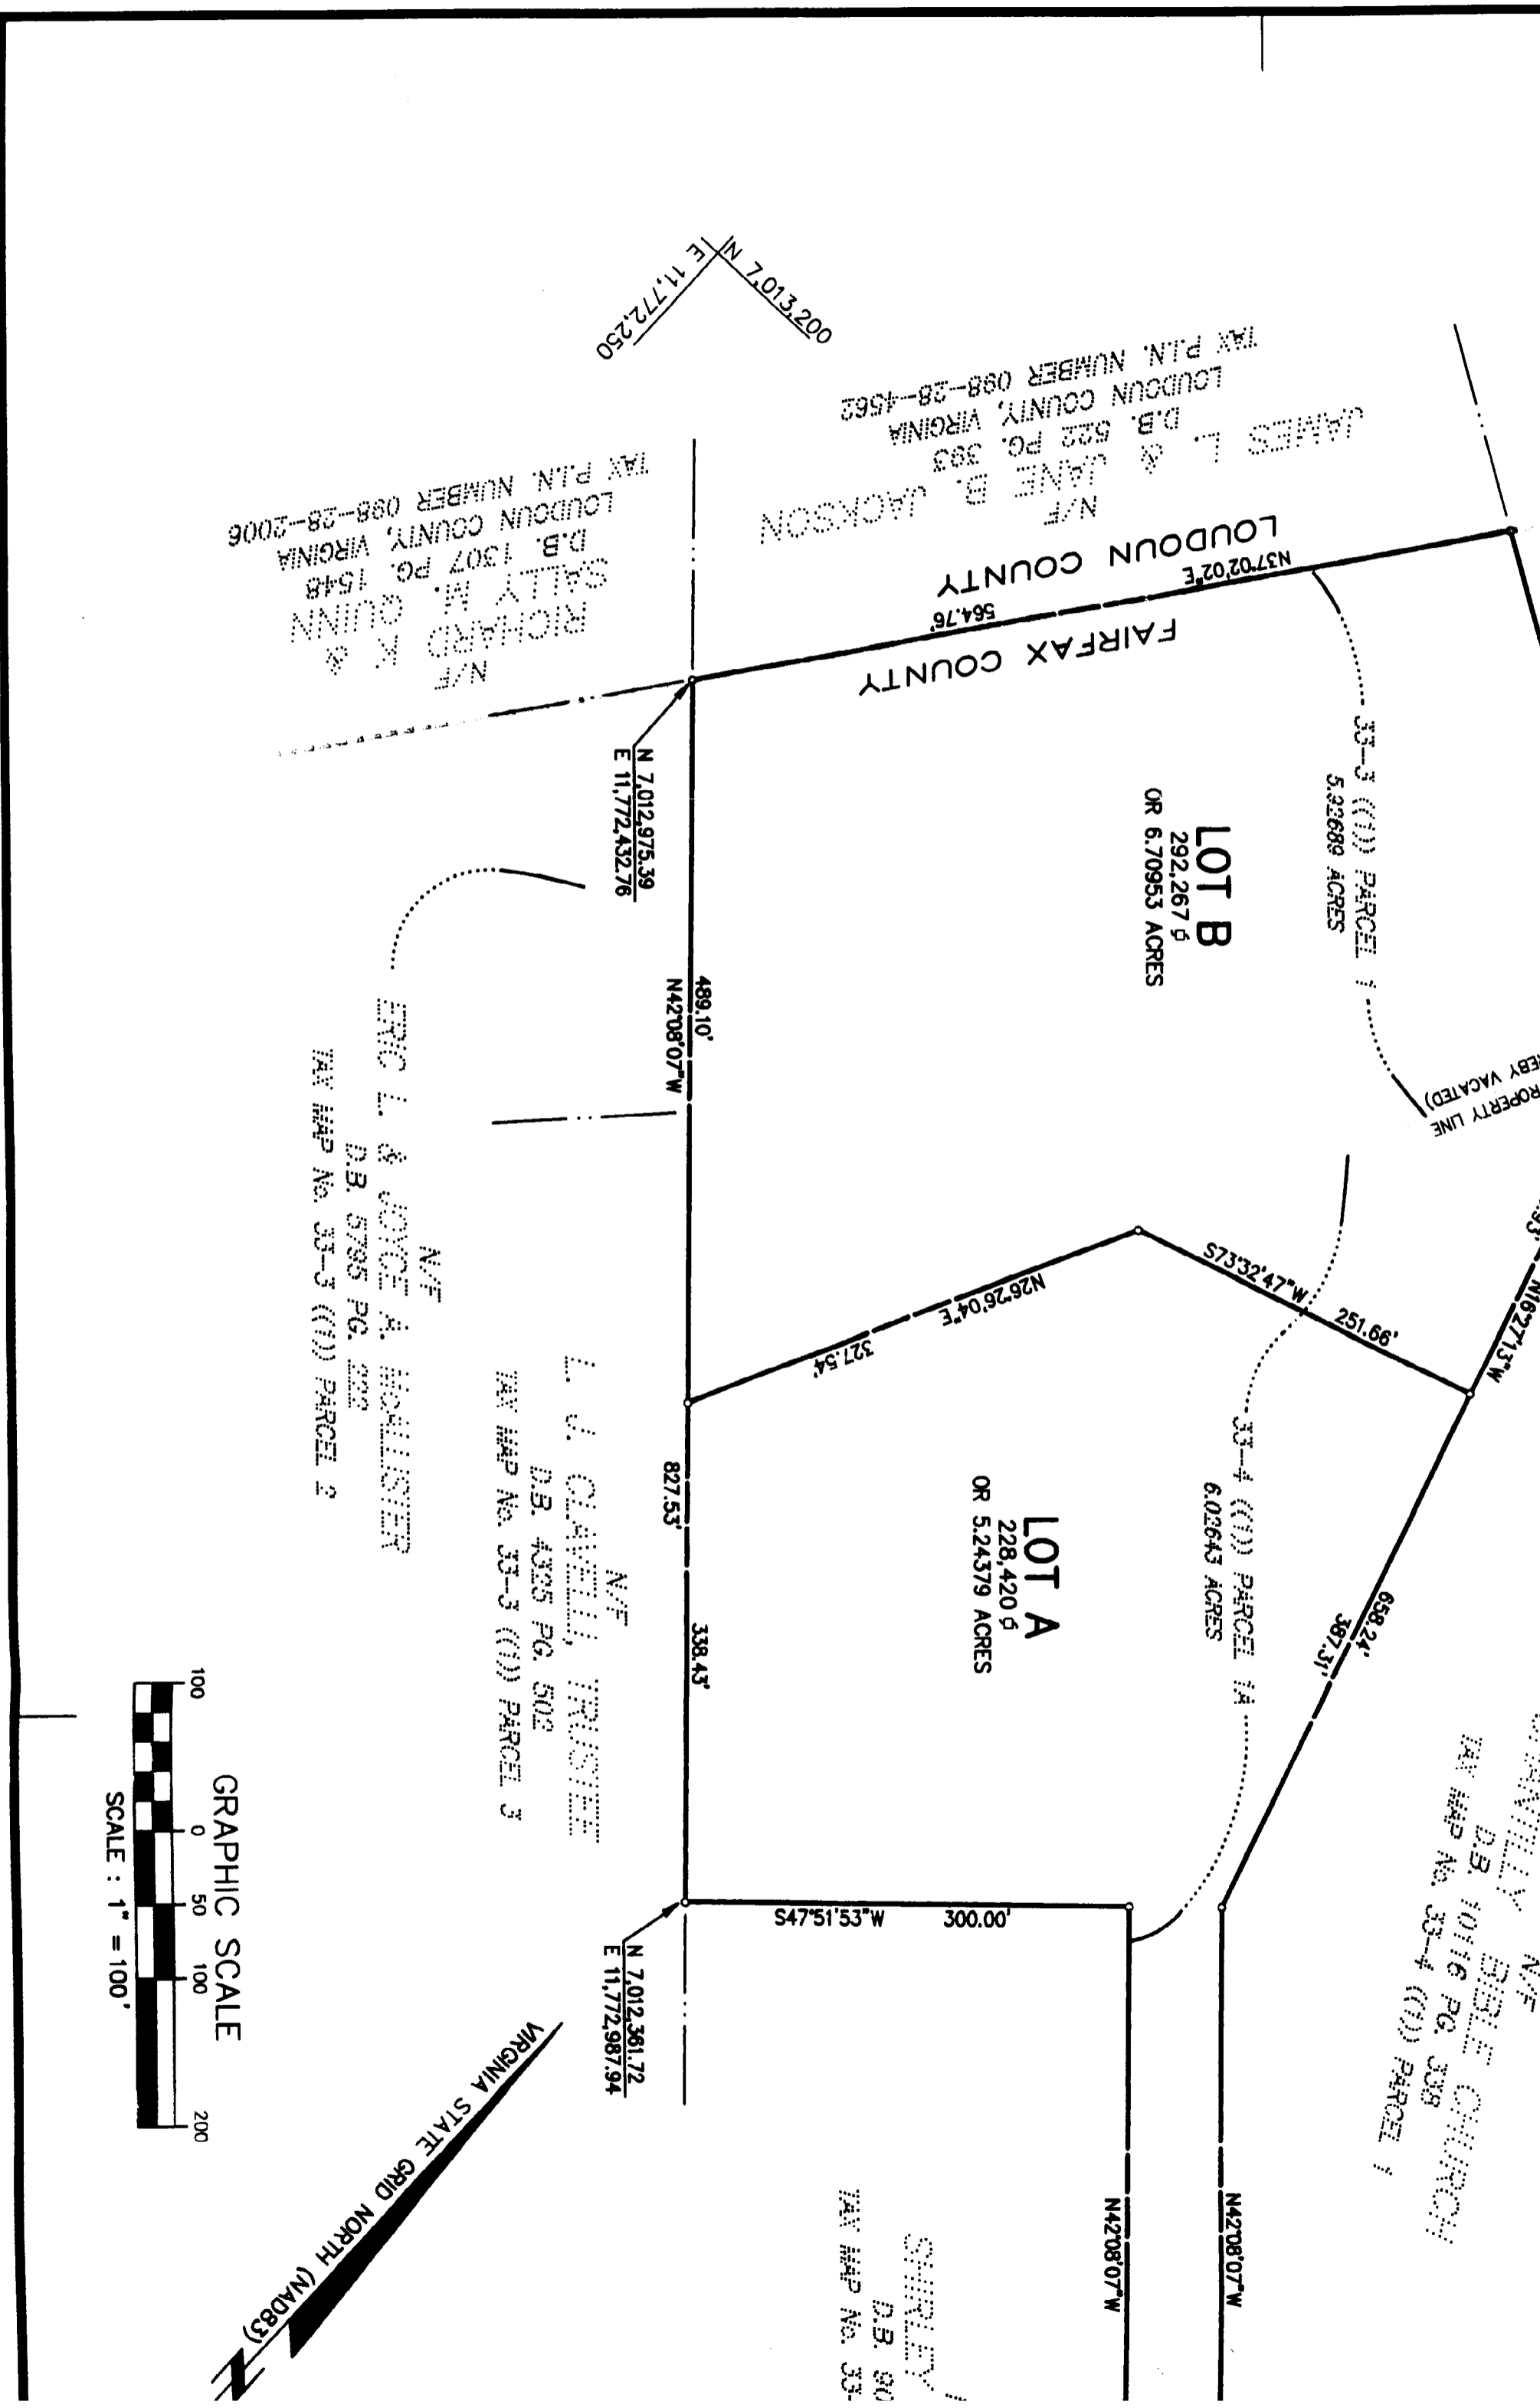 N 7,013,200
E 11,772,250
N/F
JAMES L. & JANE B. JACKSON
D.B. 522 PG. 393
LOUDOUN COUNTY, VIRGINIA
TAX P.I.N. NUMBER 098-28-4562
N/F
RICHARD K. &
SALLY M. QUINN
D.B. 1307 PG. 1548
LOUDOUN COUNTY, VIRGINIA
TAX P.I.N. NUMBER 098-28-2006
LOUDOUN COUNTY
N37°02'02"E
564.76'
FAIRFAX COUNTY
N 7,012,975.39
E 11,772,432.76
33-3 ((1)) PARCEL 1
5.92689 ACRES
LOT B
292,267
OR 6.70953 ACRES
PROPERTY LINE
VACATED)
489.10'
N42°08'07"W
N/F
ERIC L. & JOYCE A. McALLISTER
D.B. 5785 PG.
TAX MAP No. 33-3 ((1)) PARCEL 2
N26°26'04"E
327.54'
S73°32'47"W
251.66'
N16°27'13"W
N/F
L. J. CLAVELLI, TRUSTEE
D.B. 4325 PG. 502
TAX MAP No. 33-3 ((1)) PARCEL 3
827.53'
338.43'
LOT A
228,420
OR 5.24379 ACRES
33-4 ((1)) PARCEL 1A
6.02643 ACRES
658.24'
387.31'
N/F
BIBLE CHURCH
D.B. 10116 PG. 339
TAX MAP No. 33-4 ((1)) PARCEL 1
S47°51'53"W 300.00'
N 7,012,361.72
E 11,772,987.94
N42°08'07"W
N42°08'07"W
SHIRLEY
D.B. 90
TAX MAP No. 33-
GRAPHIC SCALE
100 0 50 100 200
SCALE : 1" = 100'
VIRGINIA STATE GRID NORTH (NAD83)
N